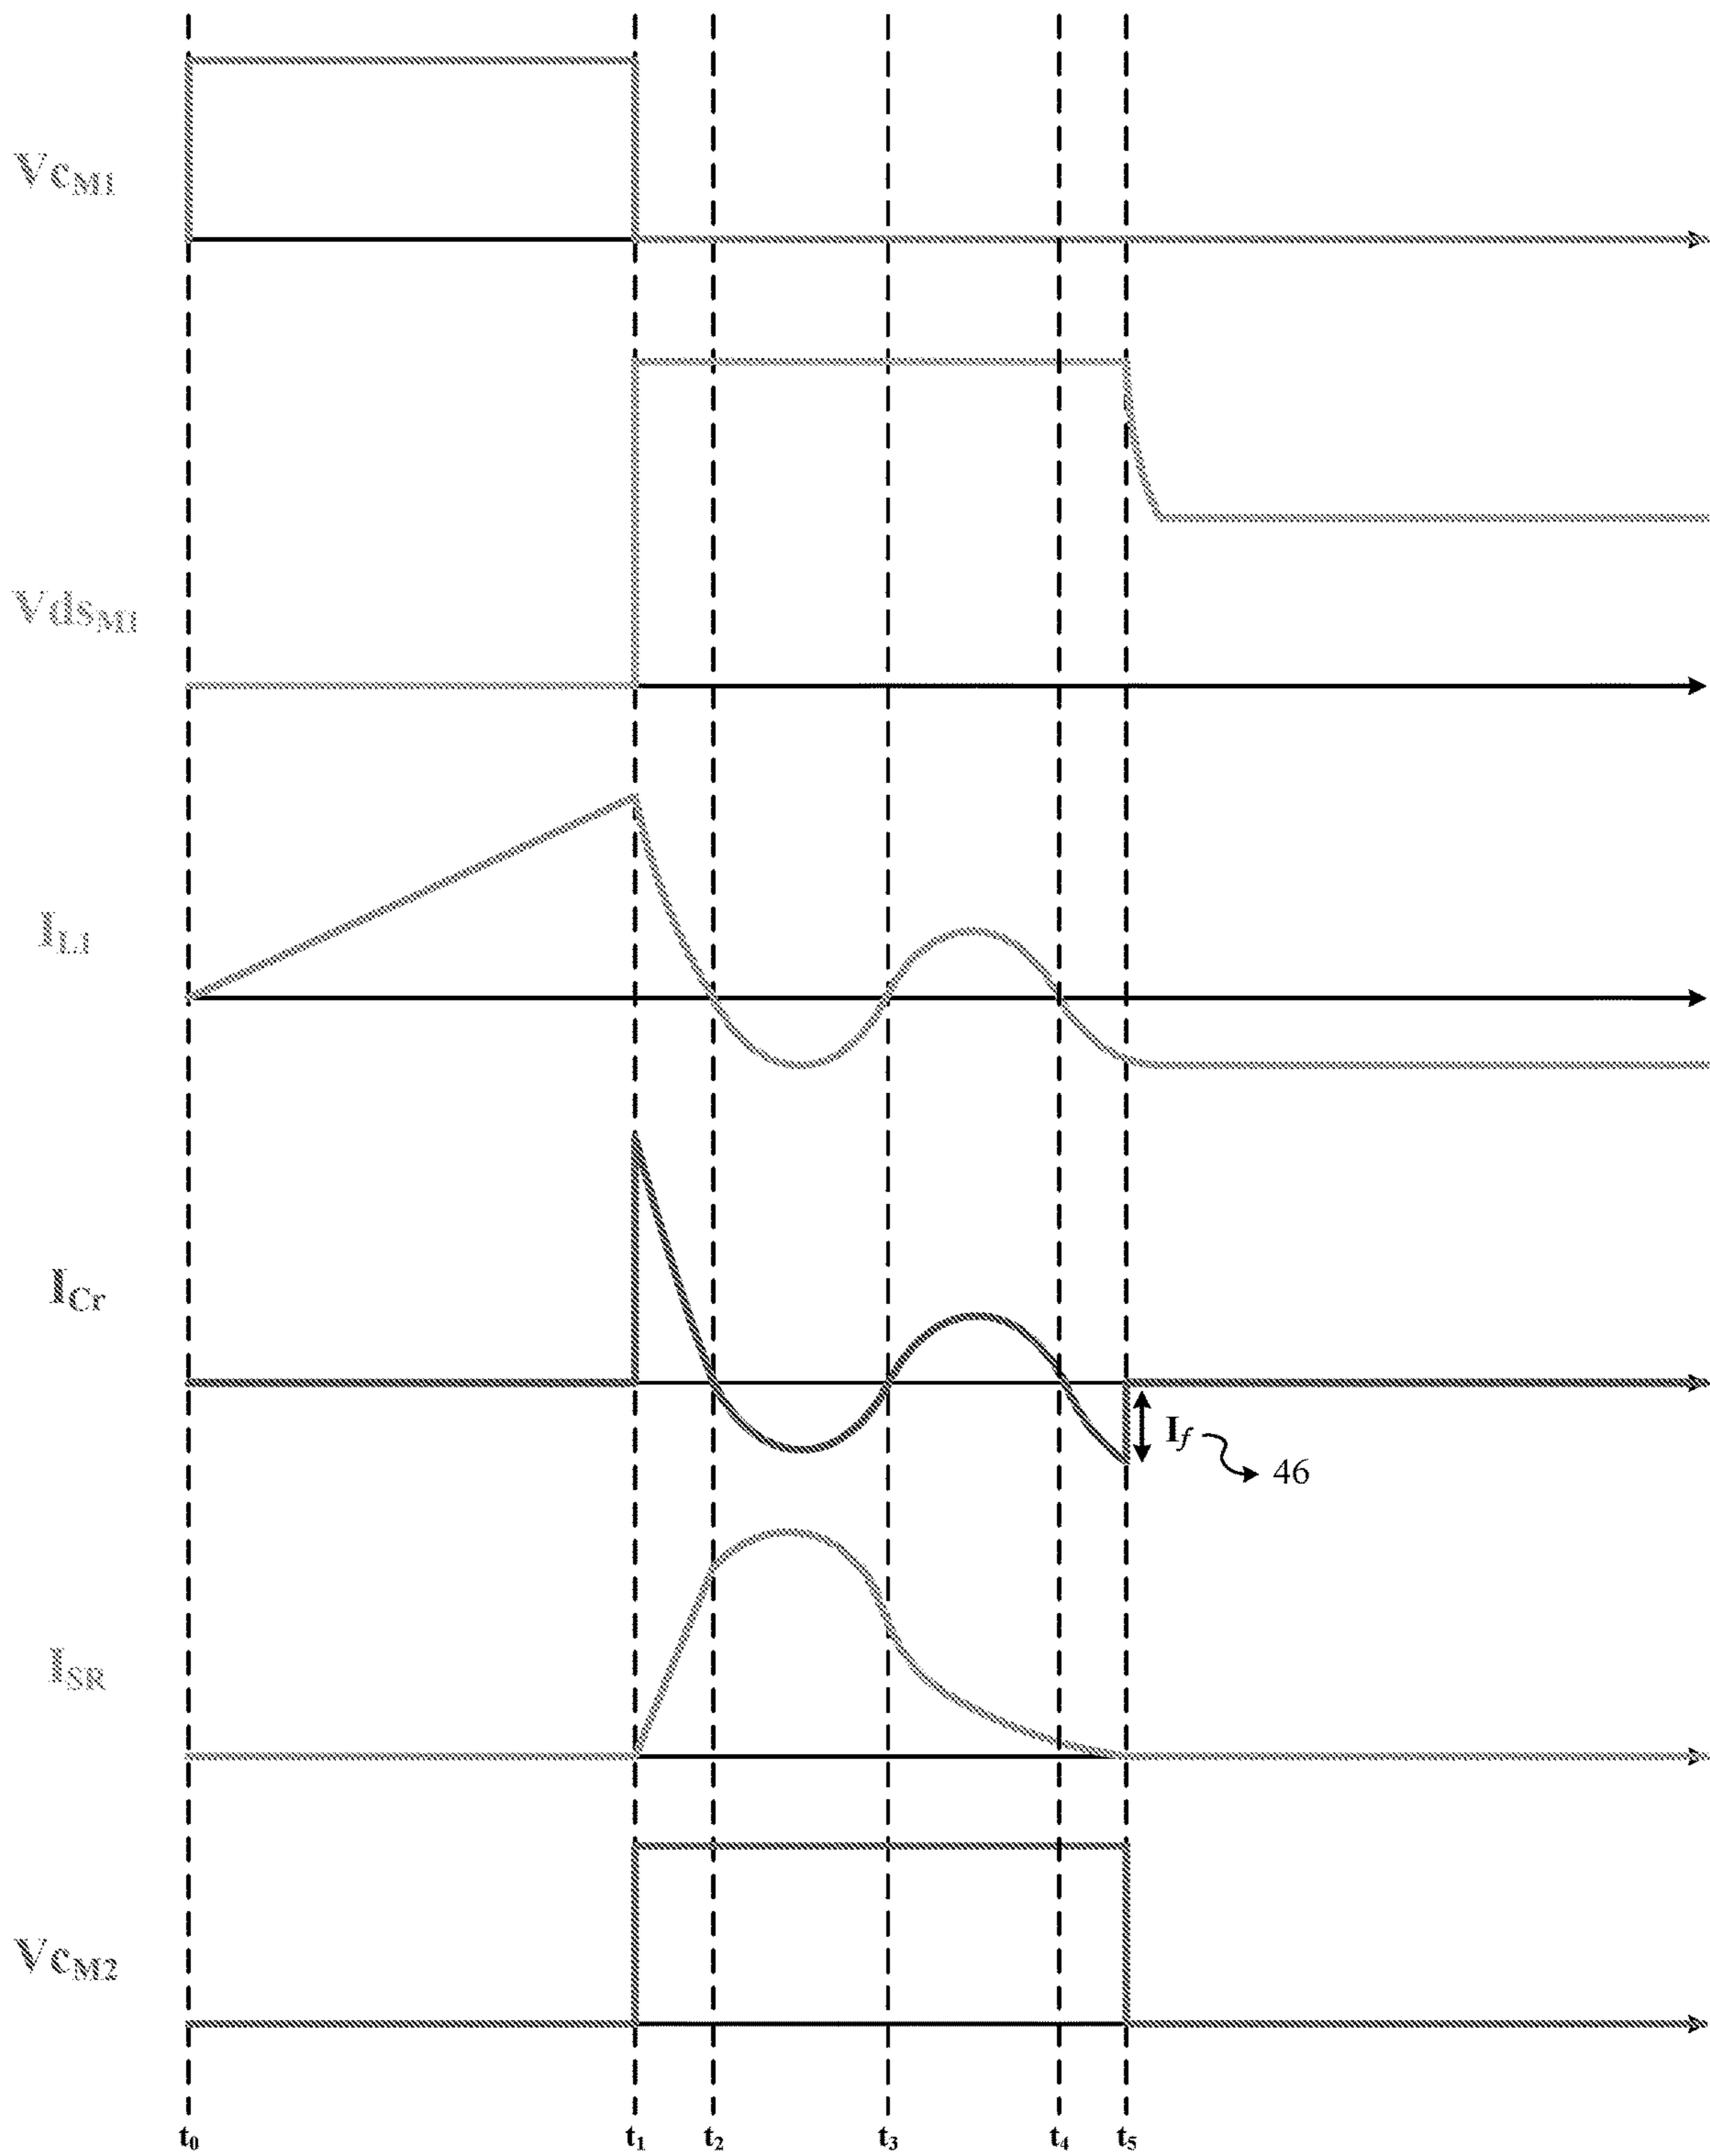 Vc_M1
Vds_M1
I_L1
I_Cr
I_f
46
I_SR
Vc_M2
t_0 t_1 t_2 t_3 t_4 t_5